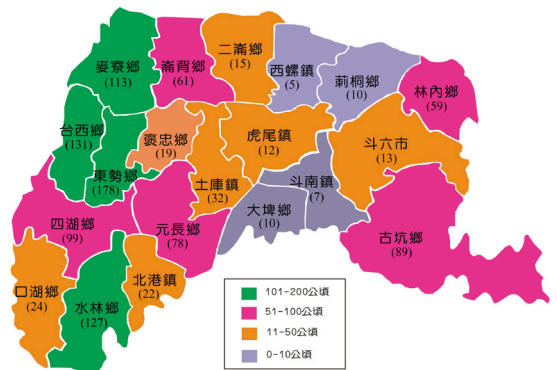 二崙鄉
(15)
麥寮鄉
(113)
崙背鄉
(61)
西螺鎮
(5)
莿桐鄉
(10)
林內鄉
(59)
台西鄉
(131)
褒忠鄉
(19)
虎尾鎮
(12)
斗六市
(13)
東勢鄉
(178)
土庫鎮
(32)
斗南鎮
(7)
大埤鄉
(10)
四湖鄉
(99)
元長鄉
(78)
古坑鄉
(89)
口湖鄉
(24)
水林鄉
(127)
北港鎮
(22)
101-200公頃
51-100公頃
11-50公頃
0-10公頃